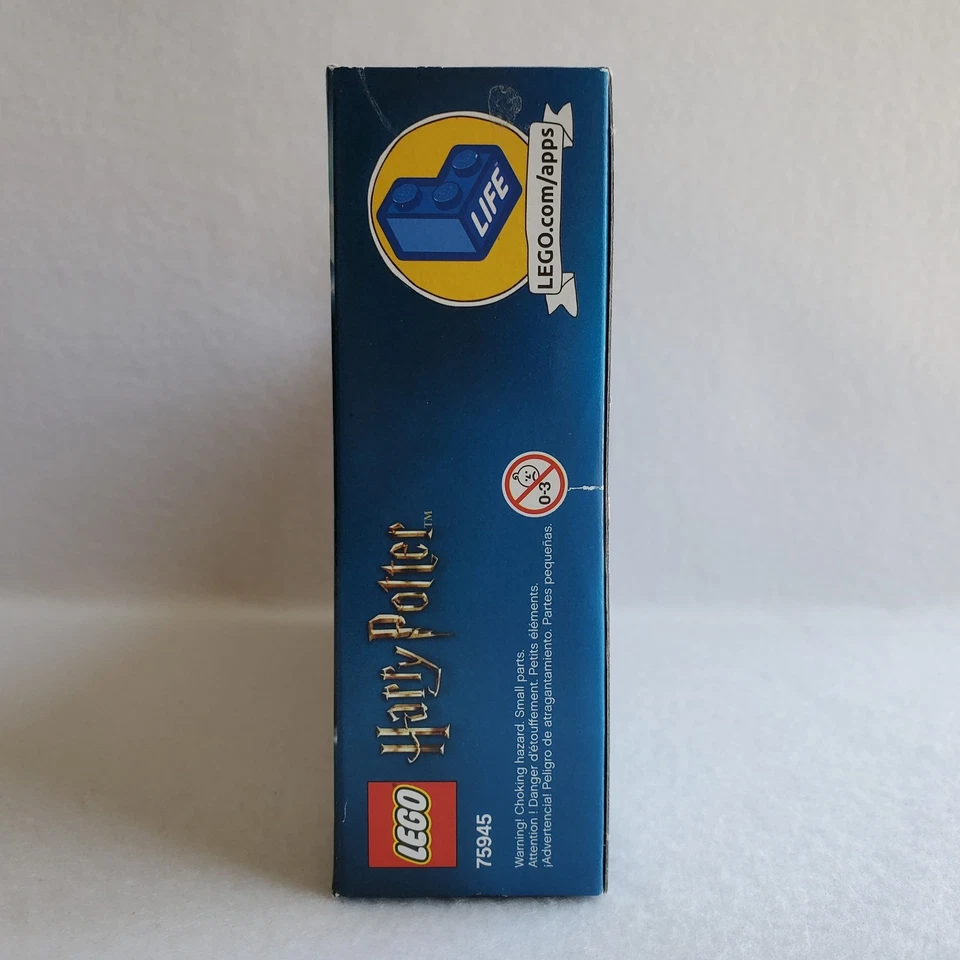 LEGO
Harry Potter™
75945
Warning! Choking hazard. Small parts.
Attention ! Danger d'étouffement. Petits éléments.
¡Advertencia! Peligro de atragantamiento. Partes pequeñas.
0-3
LIFE™
LEGO.com/apps